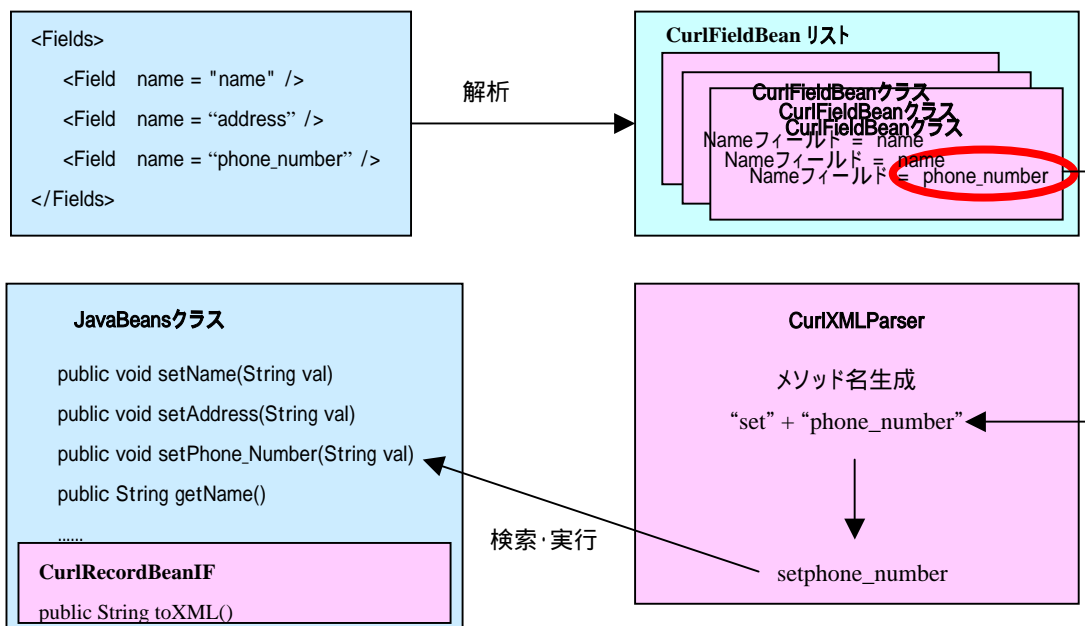 <Fields>
<Field name = "name" />
<Field name = “address” />
<Field name = “phone_number” />
</Fields>
解析
CurlFieldBean リスト
CurlFieldBeanクラス
CurlFieldBeanクラス
CurlFieldBeanクラス
Nameフィールド = name
Nameフィールド = name
Nameフィールド = phone_number
JavaBeansクラス
public void setName(String val)
public void setAddress(String val)
public void setPhone_Number(String val)
public String getName()
......
CurlRecordBeanIF
public String toXML()
検索・実行
CurlXMLParser
メソッド名生成
“set” + “phone_number”
setphone_number